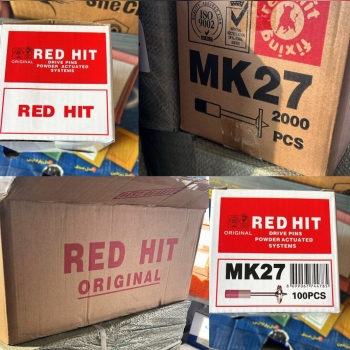 RED HIT
ORIGINAL
DRIVE PINS
POWDER ACTUATED
SYSTEMS
RED HIT
ISO
9002
fixing
MK27
2000
PCS
RED HIT
ORIGINAL
RED HIT
ORIGINAL
DRIVE PINS
POWDER ACTUATED
SYSTEMS
MK27
100PCS